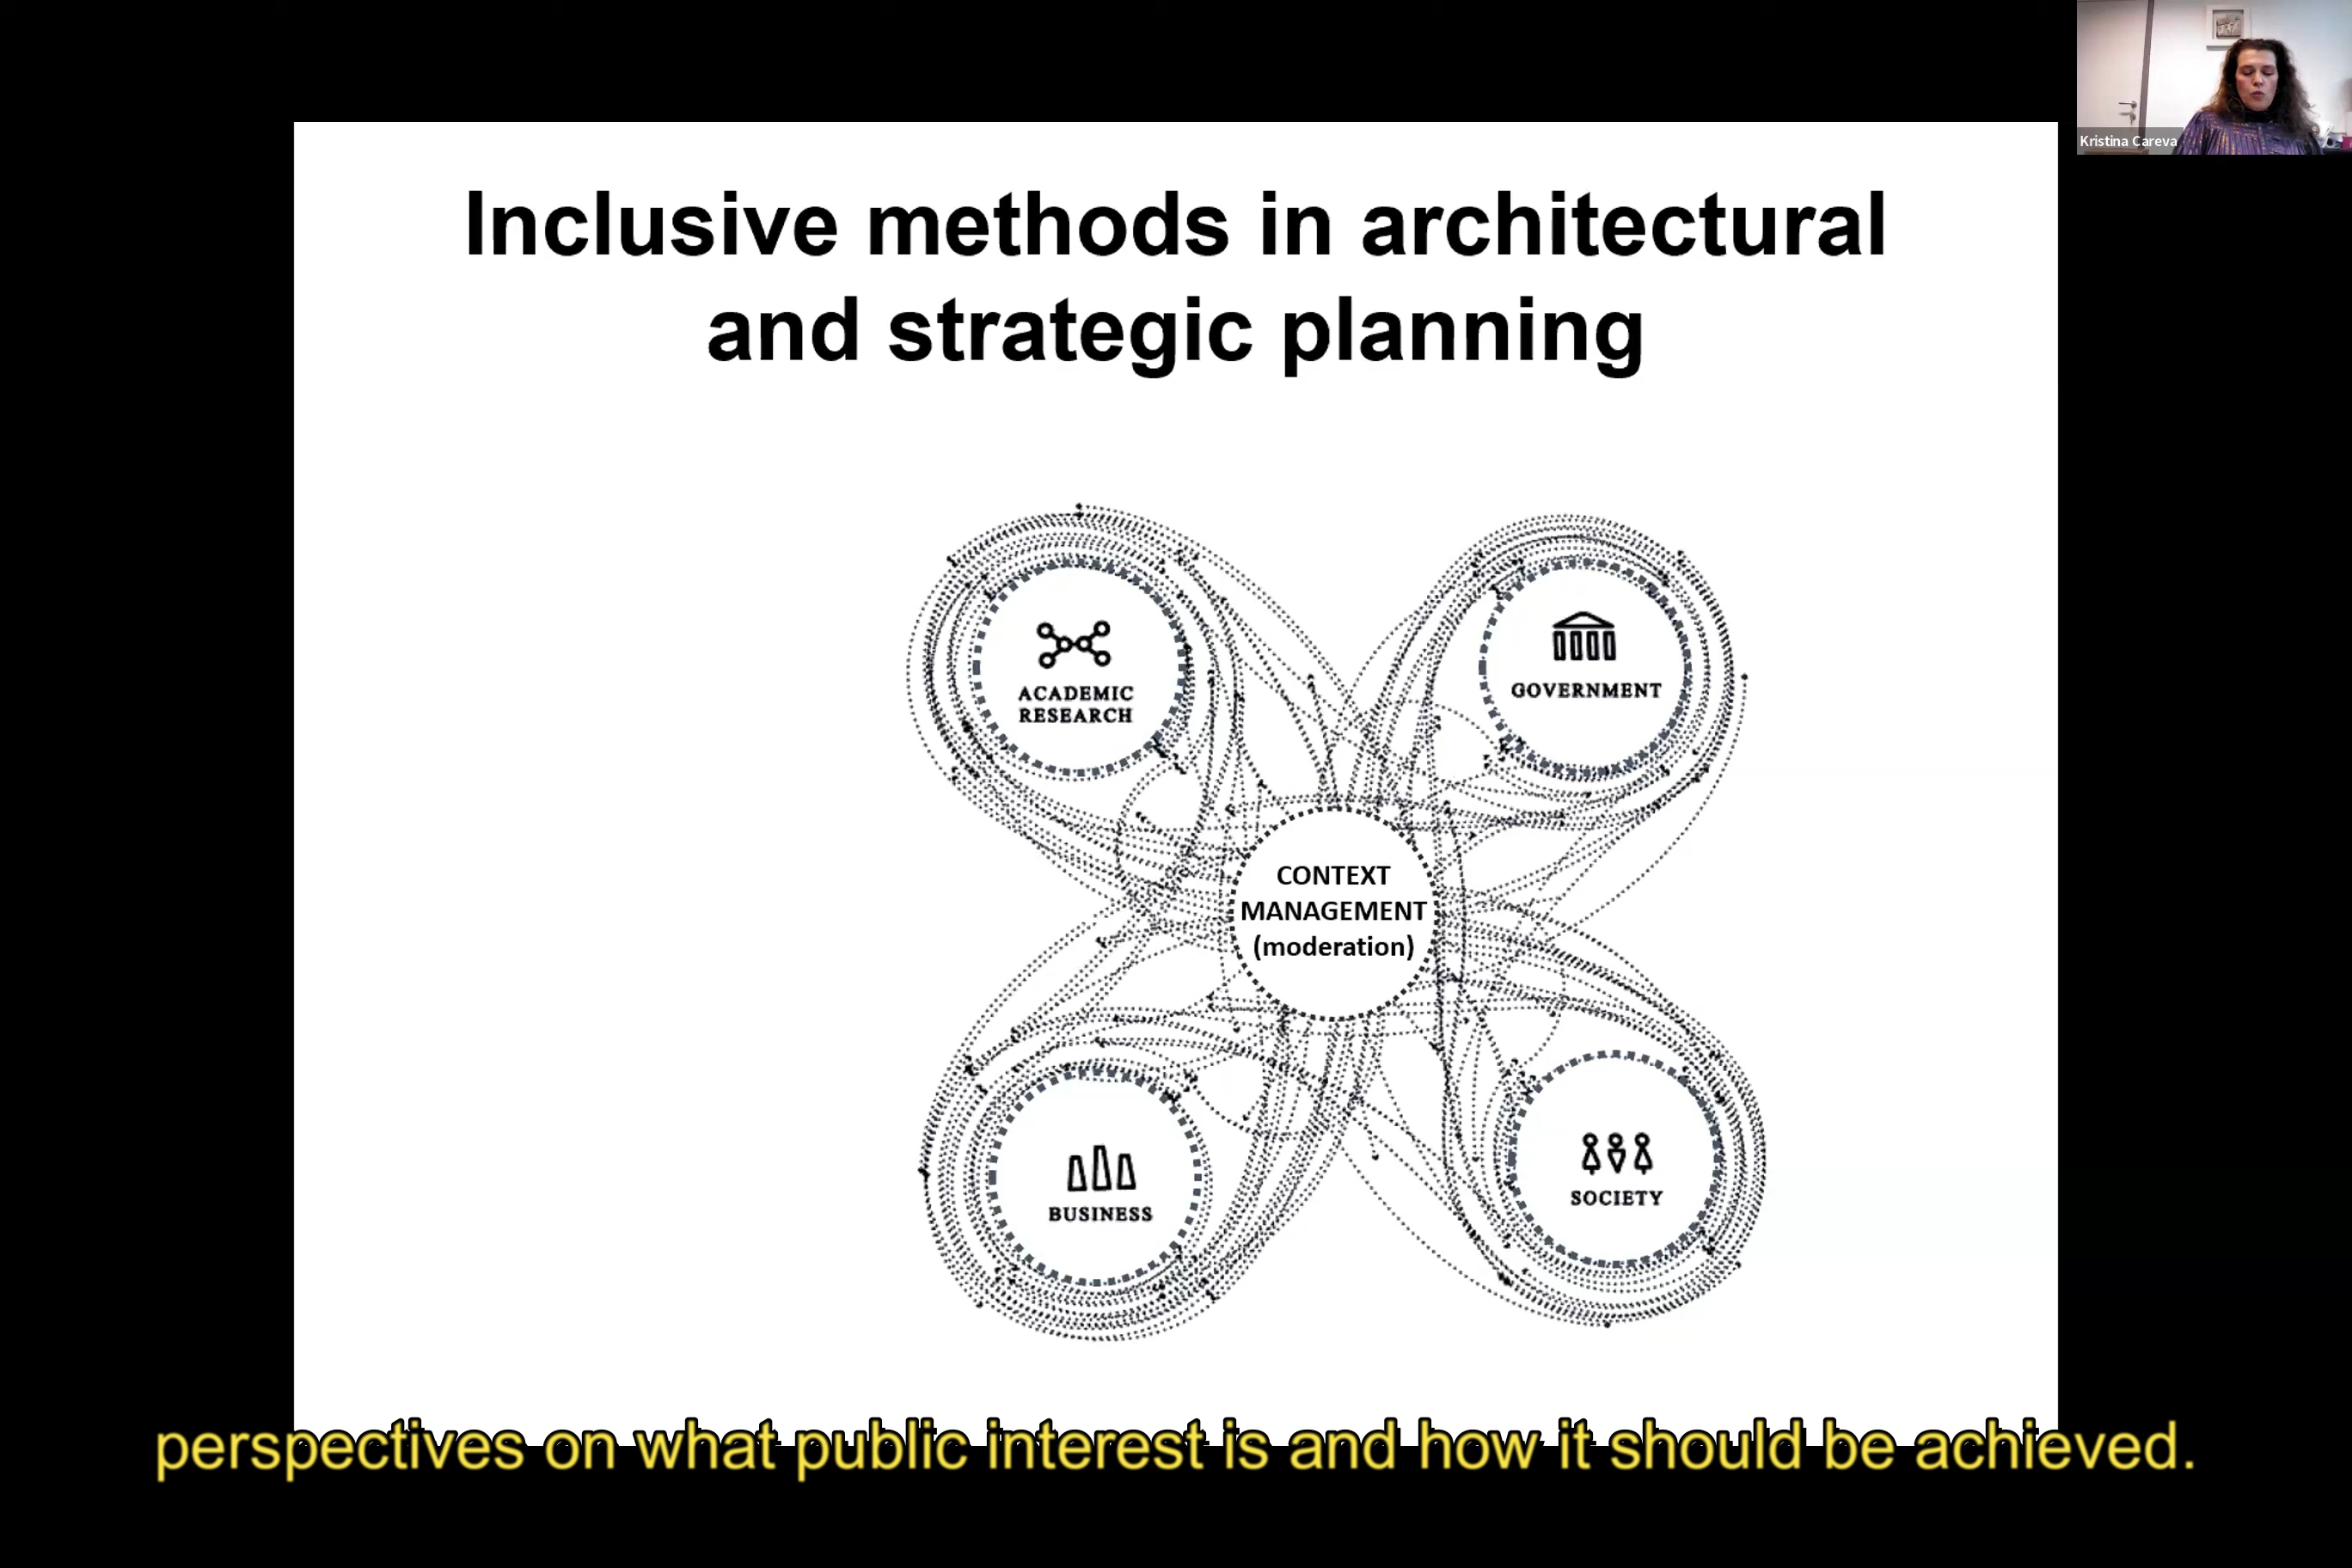 Kristina Careva
Inclusive methods in architectural
and strategic planning
ACADEMIC
RESEARCH
GOVERNMENT
CONTEXT
MANAGEMENT
(moderation)
BUSINESS
SOCIETY
perspectives on what public interest is and how it should be achieved.